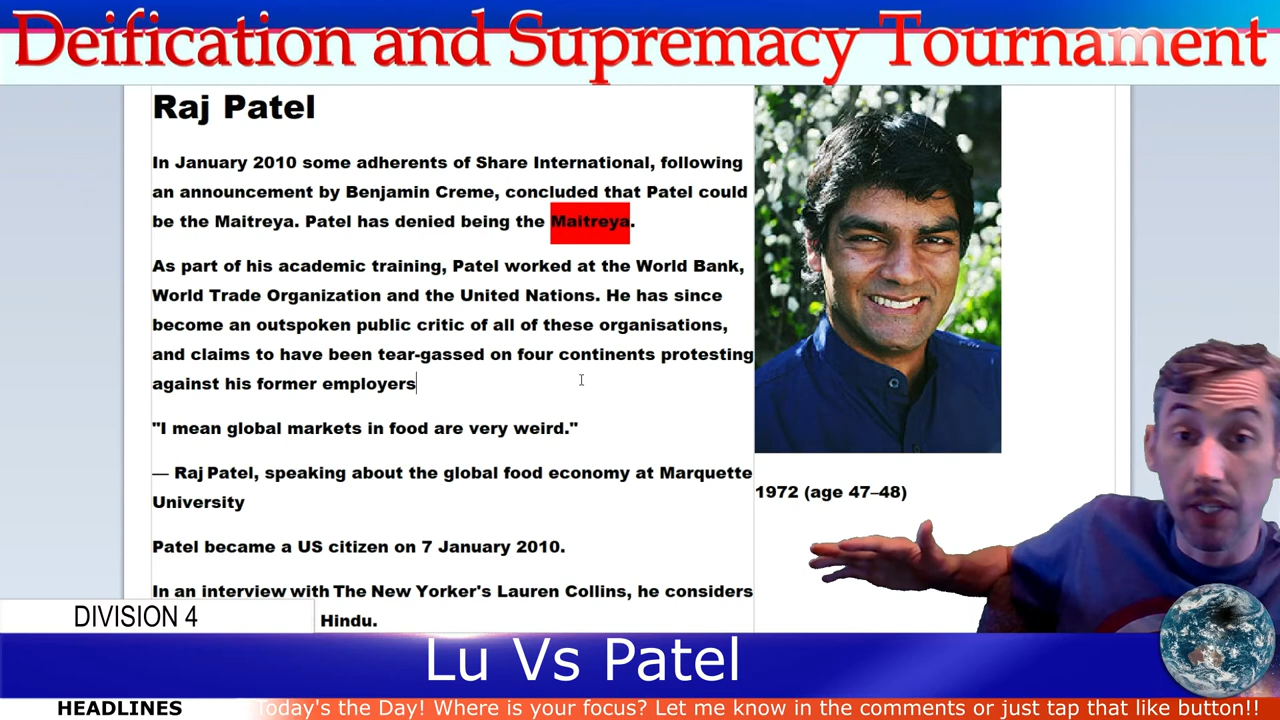 Deification and Supremacy Tournament
Raj Patel
In January 2010 some adherents of Share International, following
an announcement by Benjamin Creme, concluded that Patel could
be the Maitreya. Patel has denied being the Maitreya.
As part of his academic training, Patel worked at the World Bank,
World Trade Organization and the United Nations. He has since
become an outspoken public critic of all of these organisations,
and claims to have been tear-gassed on four continents protesting
against his former employers
"I mean global markets in food are very weird."
— Raj Patel, speaking about the global food economy at Marquette
University
1972 (age 47–48)
Patel became a US citizen on 7 January 2010.
In an interview with The New Yorker's Lauren Collins, he considers
Hindu.
DIVISION 4
Lu Vs Patel
HEADLINES
Today's the Day! Where is your focus? Let me know in the comments or just tap that like button!!